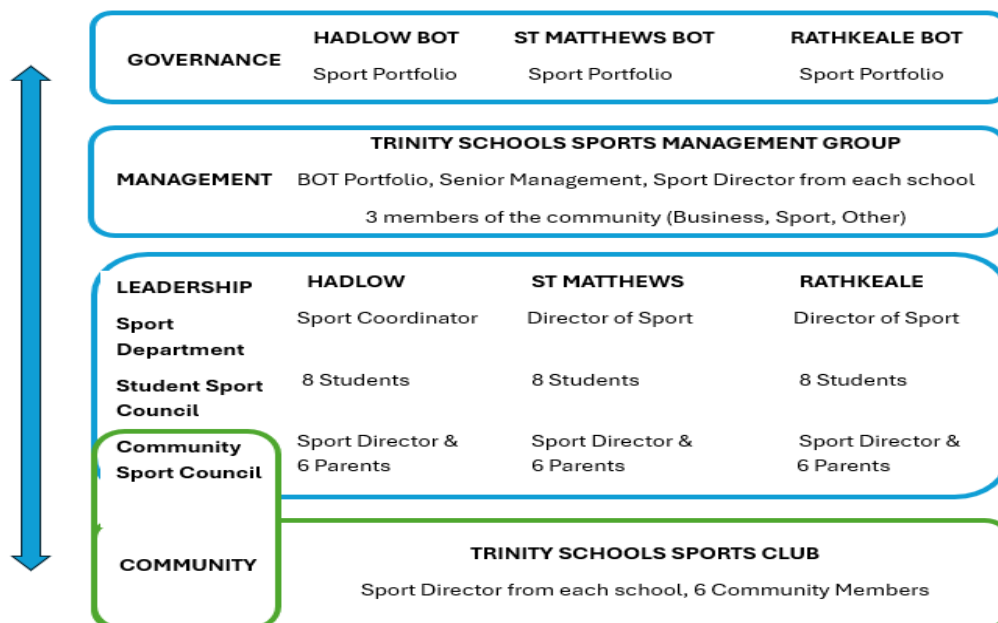 GOVERNANCE
HADLOW BOT ST MATTHEWS BOT RATHKEALE BOT
Sport Portfolio Sport Portfolio Sport Portfolio
TRINITY SCHOOLS SPORTS MANAGEMENT GROUP
MANAGEMENT BOT Portfolio, Senior Management, Sport Director from each school
3 members of the community (Business, Sport, Other)
LEADERSHIP HADLOW ST MATTHEWS RATHKEALE
Sport Sport Coordinator Director of Sport Director of Sport
Department
Student Sport 8 Students 8 Students 8 Students
Council
Community Sport Director & Sport Director & Sport Director &
Sport Council 6 Parents 6 Parents 6 Parents
TRINITY SCHOOLS SPORTS CLUB
COMMUNITY
Sport Director from each school, 6 Community Members